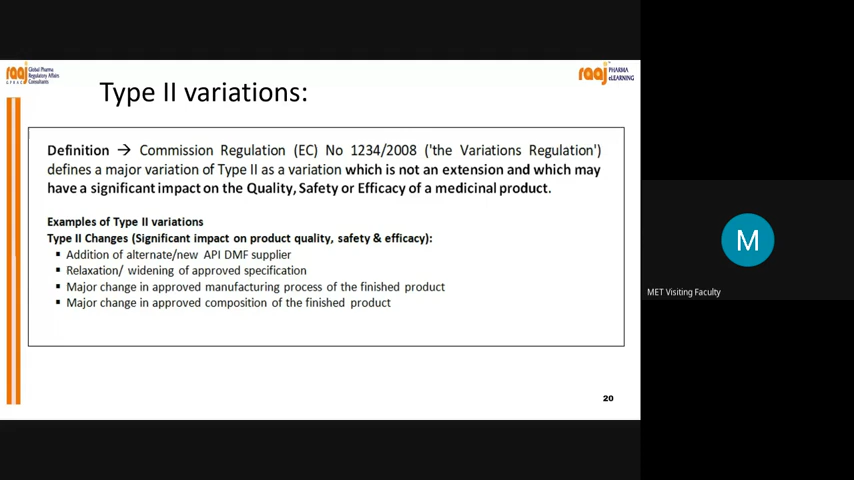 raaj Global Pharma
Regulatory Affairs
Consultants
raaj PHARMA
eLEARNING
Type II variations:
Definition → Commission Regulation (EC) No 1234/2008 ('the Variations Regulation')
defines a major variation of Type II as a variation which is not an extension and which may
have a significant impact on the Quality, Safety or Efficacy of a medicinal product.
Examples of Type II variations
Type II Changes (Significant impact on product quality, safety & efficacy):
▪ Addition of alternate/new API DMF supplier
▪ Relaxation/ widening of approved specification
▪ Major change in approved manufacturing process of the finished product
▪ Major change in approved composition of the finished product
20
M
MET Visiting Faculty